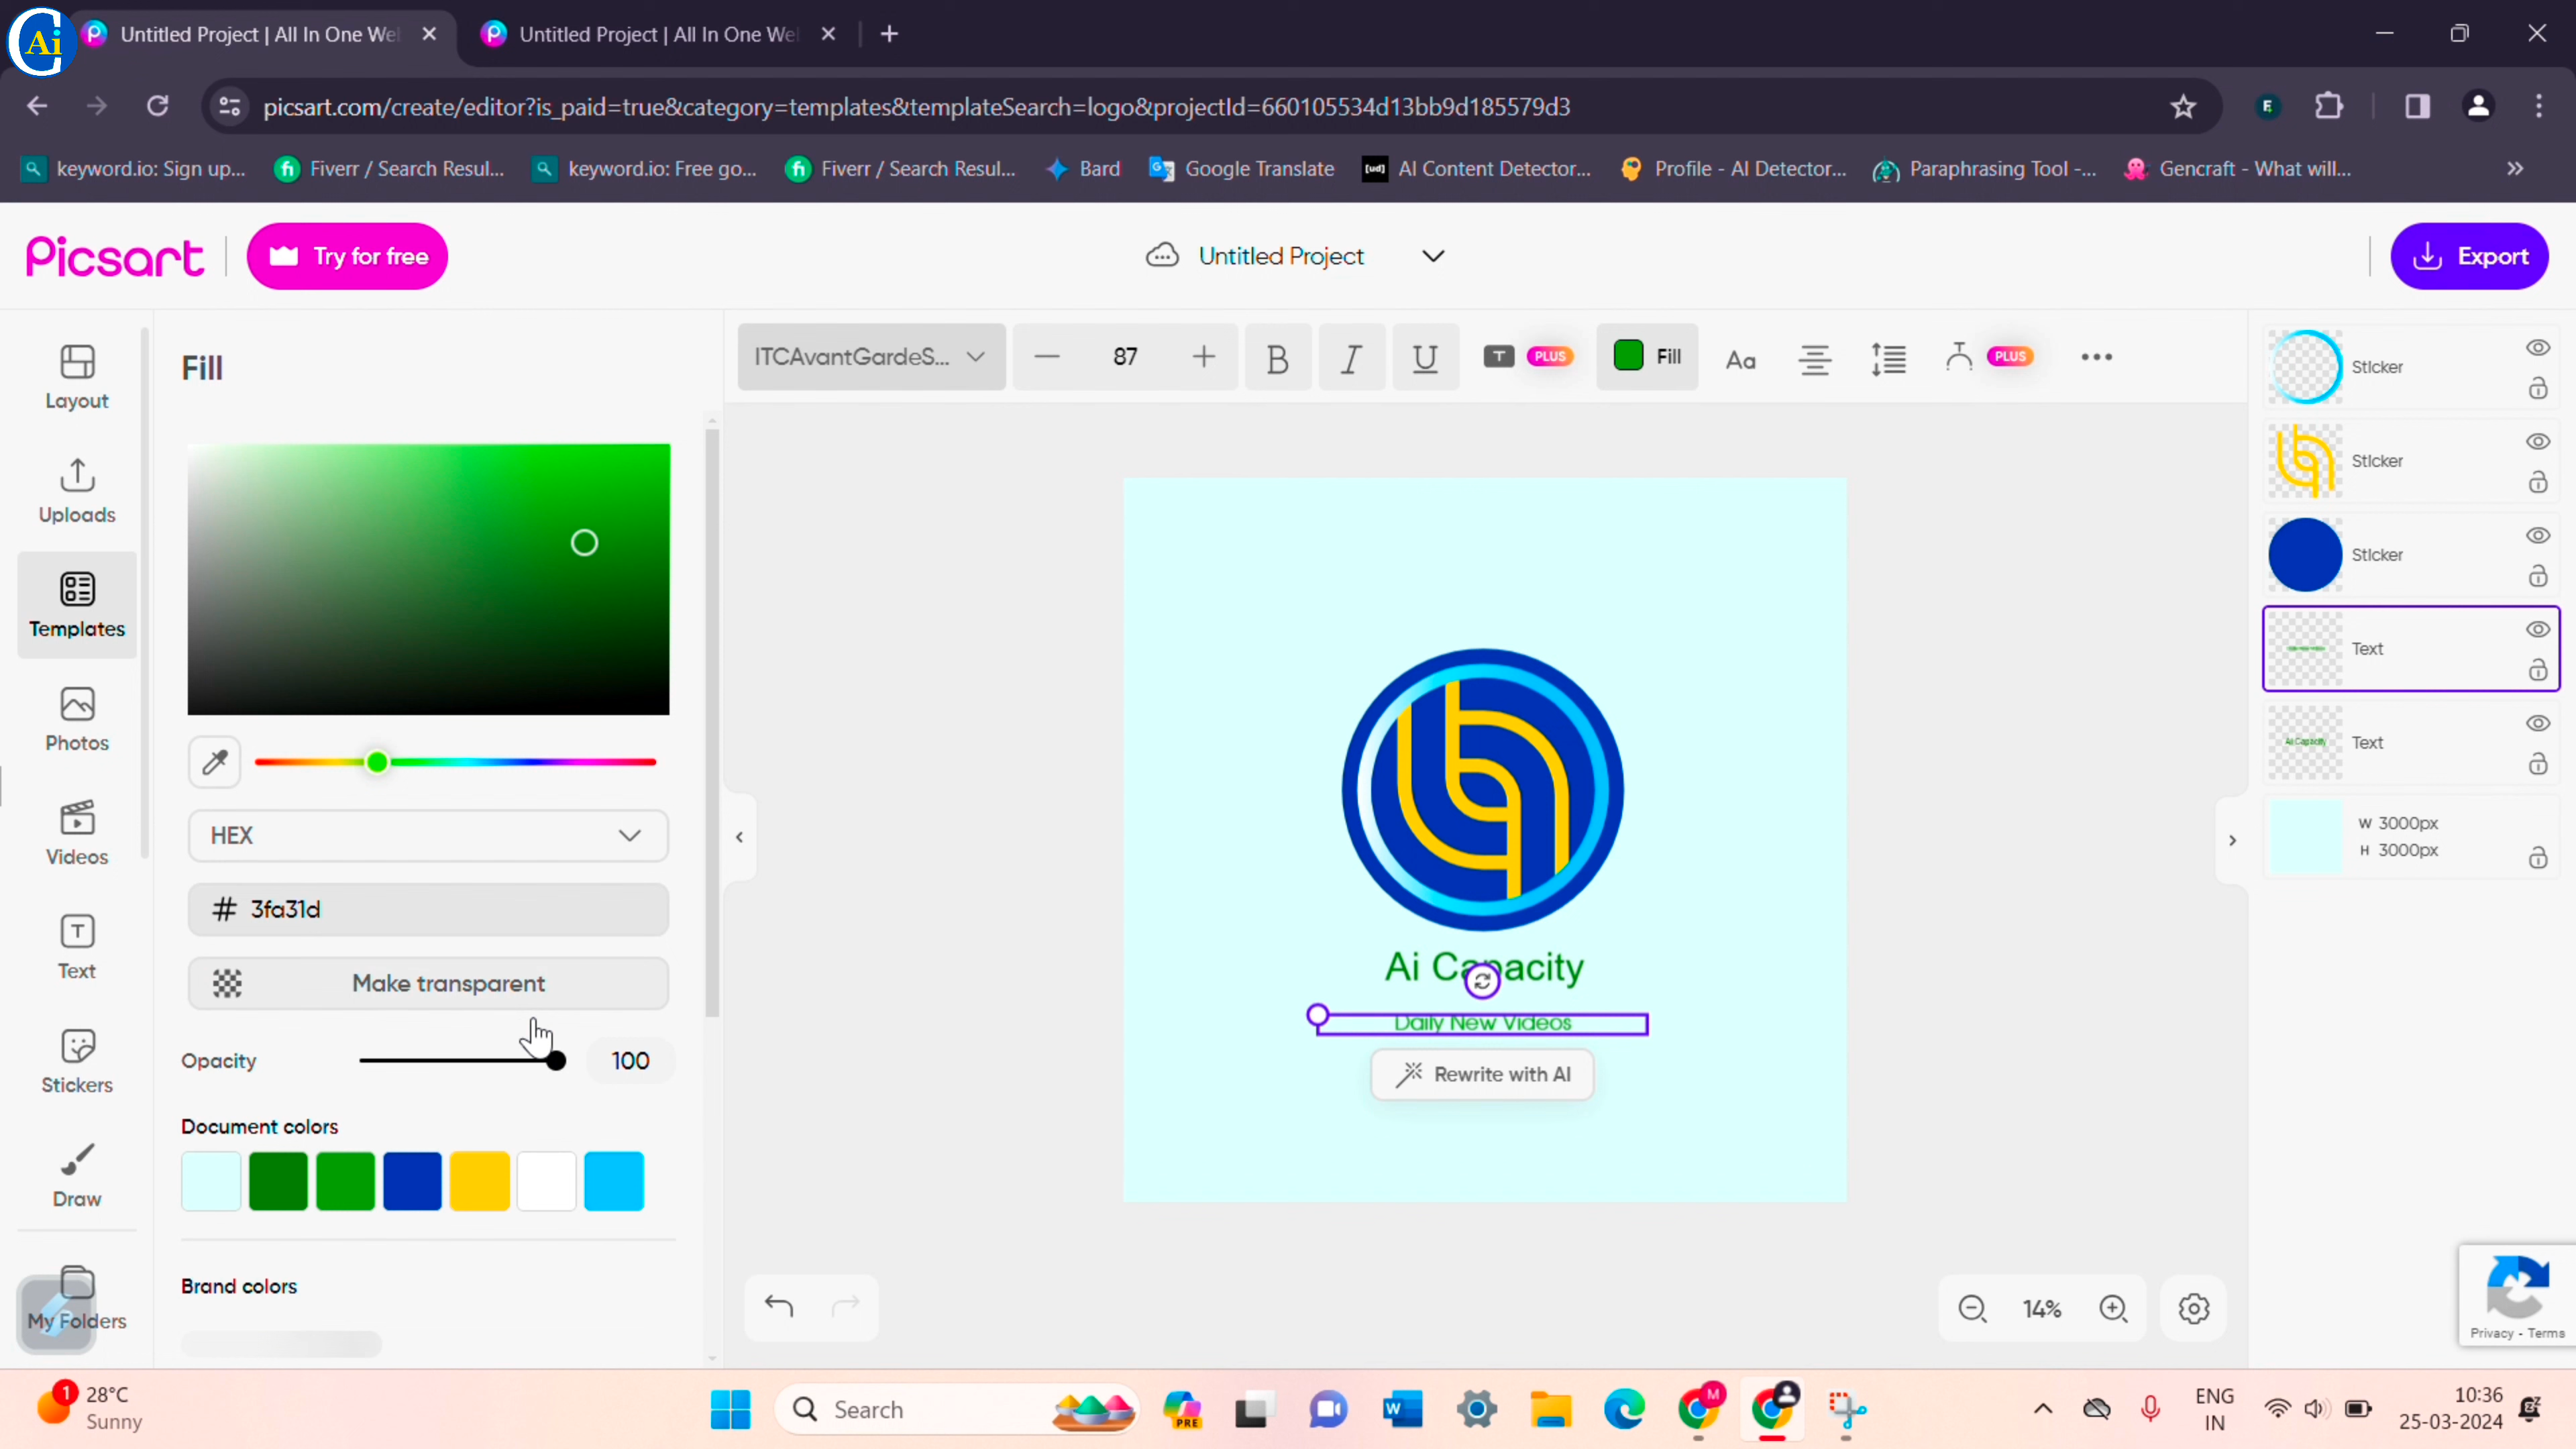 Ai
Untitled Project | All In One We
Untitled Project | All In One We
picsart.com/create/editor?is_paid=true&category=templates&templateSearch=logo&projectId=660105534d13bb9d185579d3
keyword.io: Sign up...
Fiverr / Search Resul...
keyword.io: Free go...
Fiverr / Search Resul...
Bard
Google Translate
[ud] AI Content Detector...
Profile - AI Detector...
Paraphrasing Tool -...
Gencraft - What will...
Picsart
Try for free
Untitled Project
Export
Layout
Uploads
Templates
Photos
Videos
Text
Stickers
Draw
My Folders
Fill
HEX
# 3fa31d
Make transparent
Opacity
100
Document colors
Brand colors
ITCAvantGardeS...
87
B I U
T PLUS
Fill
Aa
PLUS
Ai Capacity
Daily New Videos
Rewrite with AI
14%
Sticker
Sticker
Sticker
Text
Ai Capacity
Text
W 3000px
H 3000px
Privacy - Terms
1
28°C
Sunny
Search
PRE
W
M
ENG
IN
10:36
25-03-2024